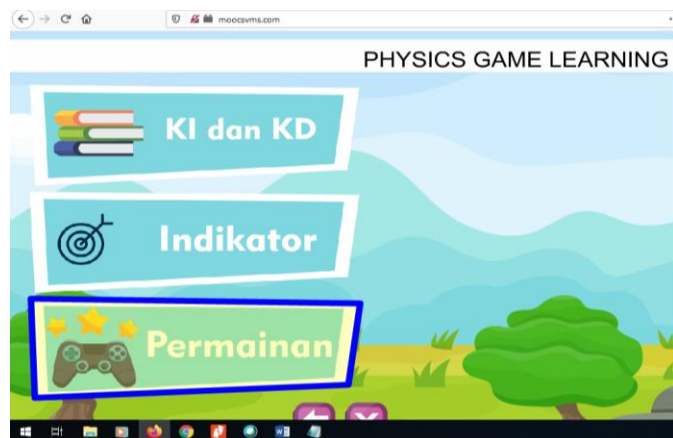 moocsvms.com
PHYSICS GAME LEARNING
KI dan KD
Indikator
Permainan